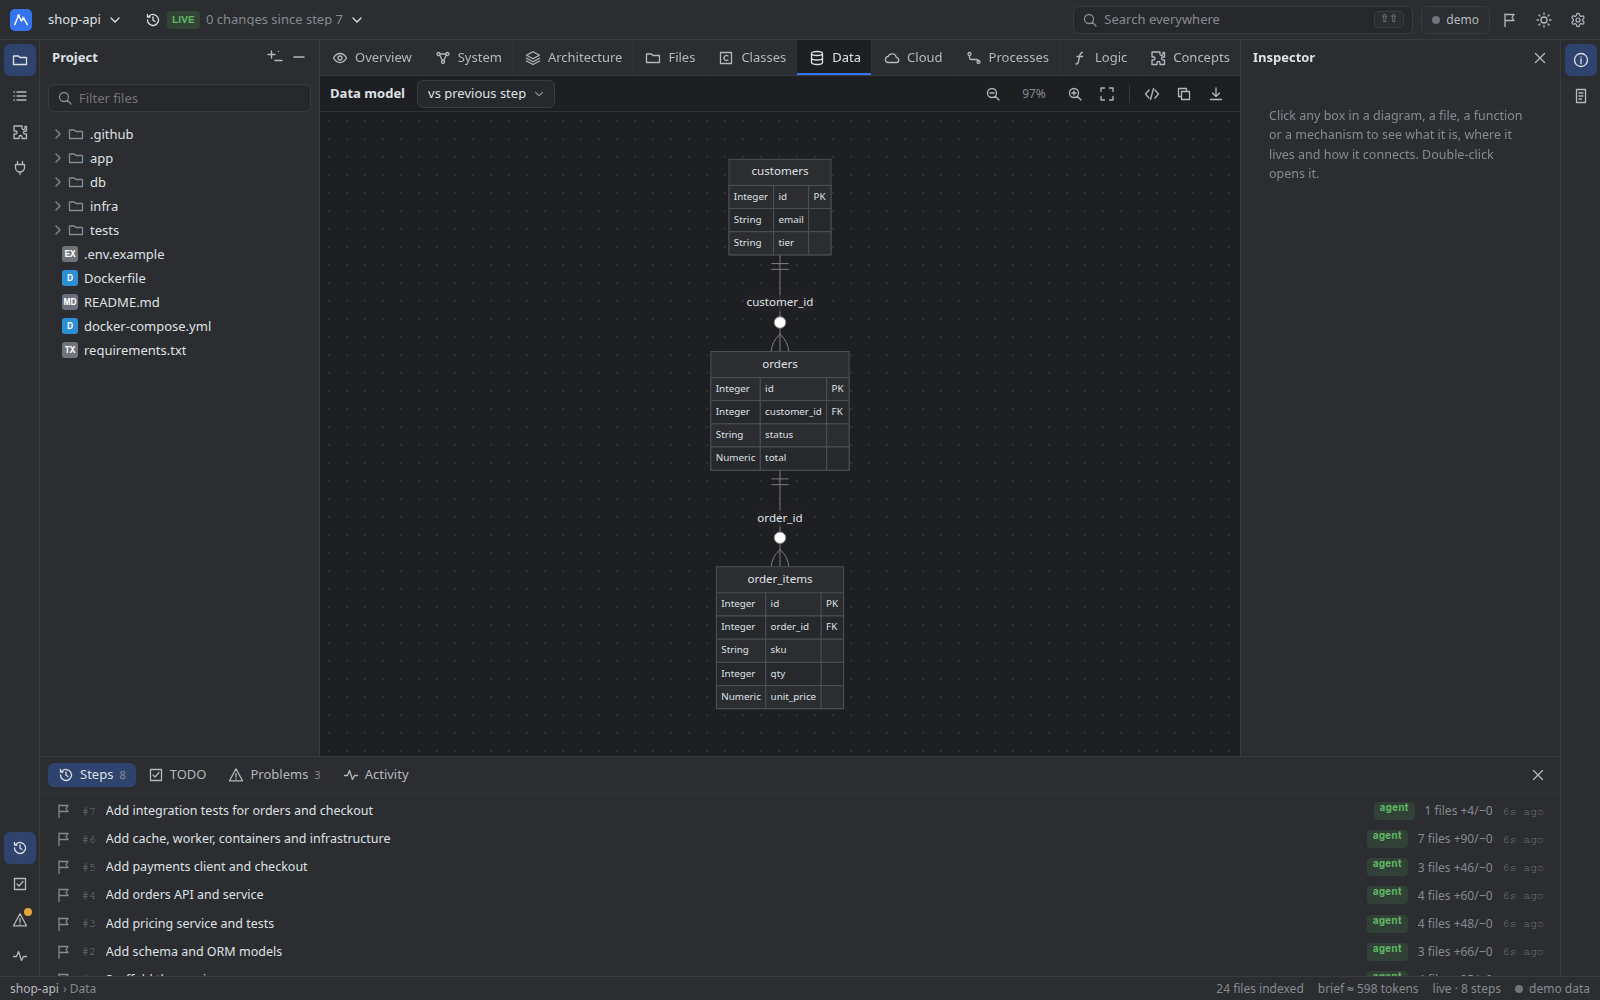 shop-api
LIVE 0 changes since step 7
Search everywhere
demo
Project
Filter files
.github
app
db
infra
tests
EX .env.example
D Dockerfile
MD README.md
D docker-compose.yml
TX requirements.txt
Overview System Architecture Files Classes Data Cloud Processes Logic Concepts
Data model vs previous step 97%
customers
Integer id PK
String email
String tier
customer_id
orders
Integer id PK
Integer customer_id FK
String status
Numeric total
order_id
order_items
Integer id PK
Integer order_id FK
String sku
Integer qty
Numeric unit_price
Inspector
Click any box in a diagram, a file, a function
or a mechanism to see what it is, where it
lives and how it connects. Double-click
opens it.
Steps 8 TODO Problems 3 Activity
#7 Add integration tests for orders and checkout agent 1 files +4/−0 6s ago
#6 Add cache, worker, containers and infrastructure agent 7 files +90/−0 6s ago
#5 Add payments client and checkout agent 3 files +46/−0 6s ago
#4 Add orders API and service agent 4 files +60/−0 6s ago
#3 Add pricing service and tests agent 4 files +48/−0 6s ago
#2 Add schema and ORM models agent 3 files +66/−0 6s ago
shop-api › Data
24 files indexed brief ≈ 598 tokens live · 8 steps demo data